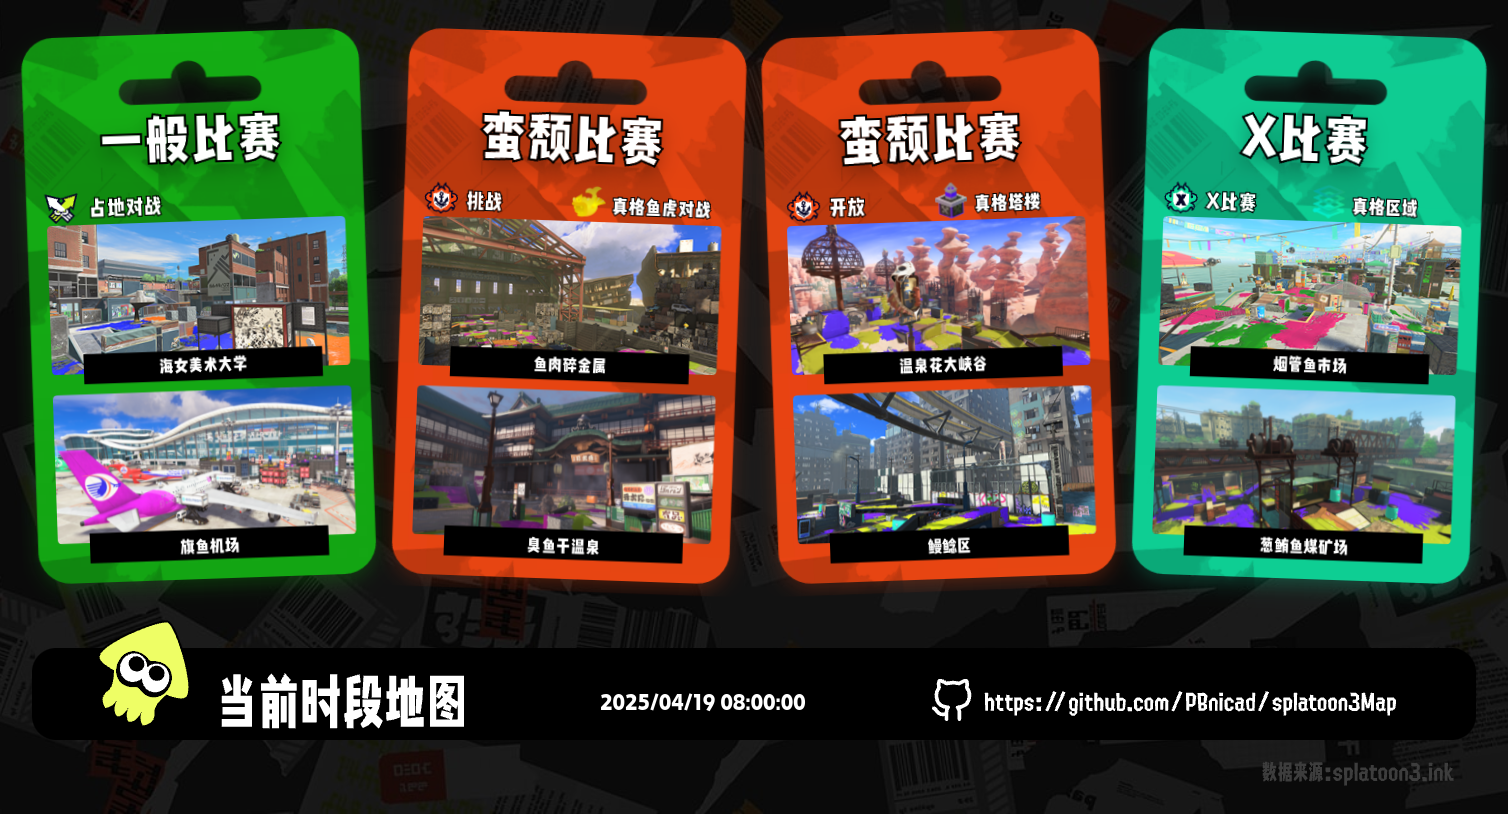 一般比赛
占地对战
海女美术大学
旗鱼机场
蛮颓比赛
挑战
真格鱼虎对战
鱼肉碎金属
臭鱼干温泉
蛮颓比赛
开放
真格塔楼
温泉花大峡谷
鳗鲶区
X比赛
X比赛
真格区域
烟管鱼市场
葱鲔鱼煤矿场
当前时段地图
2025/04/19 08:00:00
https://github.com/PBnicad/splatoon3Map
数据来源:splatoon3.ink